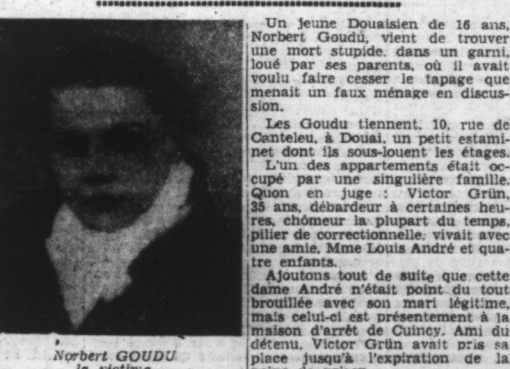 Un jeune Douaisien de 16 ans,
Norbert Goudu, vient de trouver
une mort stupide, dans un garni,
loué par ses parents, où il avait
voulu faire cesser le tapage que
menait un faux ménage en discus-
sion.
Les Goudu tiennent, 10, rue de
Canteleu, à Douai, un petit estami-
net dont ils sous-louent les étages.
L'un des appartements était oc-
cupé par une singulière famille.
Quon en juge : Victor Grün,
35 ans, débardeur à certaines heu-
res, chômeur la plupart du temps,
pilier de correctionnelle, vivait avec
une amie, Mme Louis André et qua-
tre enfants.
Ajoutons tout de suite que cette
dame André n'était point du tout
brouillée avec son mari légitime,
mais celui-ci est présentement à la
maison d'arrêt de Cuincy. Ami du
détenu, Victor Grün avait pris sa
place jusqu'à l'expiration de la
Norbert GOUDU
la victime